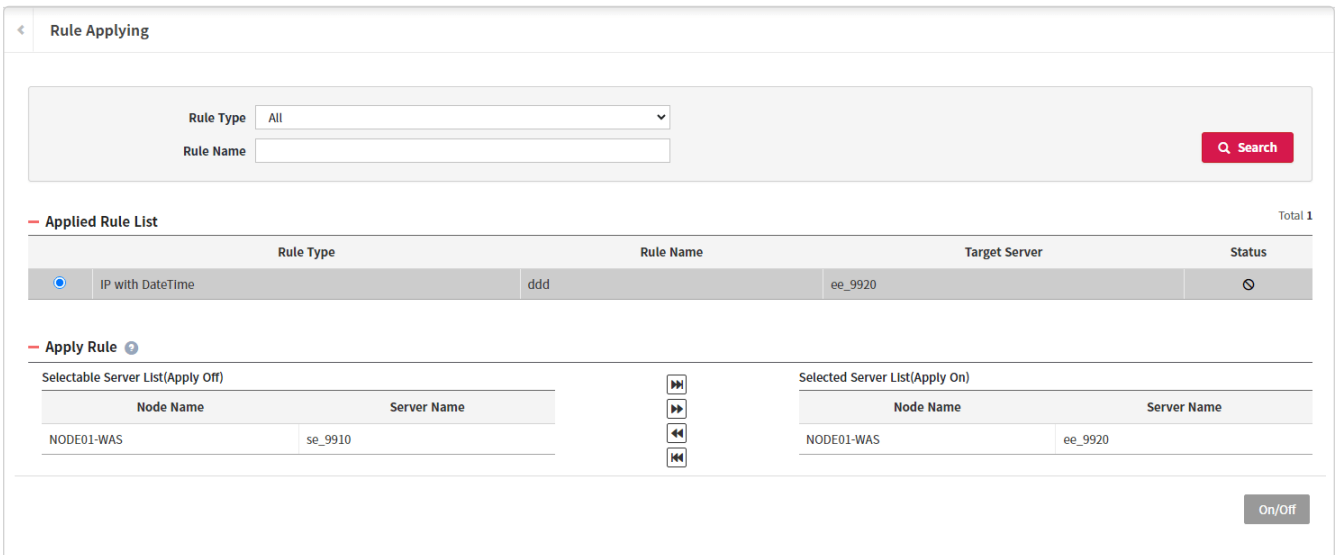 Rule Applying
Rule Type All
Rule Name
Search
Applied Rule List Total 1
Rule Type Rule Name Target Server Status
IP with DateTime ddd ee_9920
Apply Rule ?
Selectable Server List(Apply Off) Selected Server List(Apply On)
Node Name Server Name Node Name Server Name
NODE01-WAS se_9910 NODE01-WAS ee_9920
On/Off